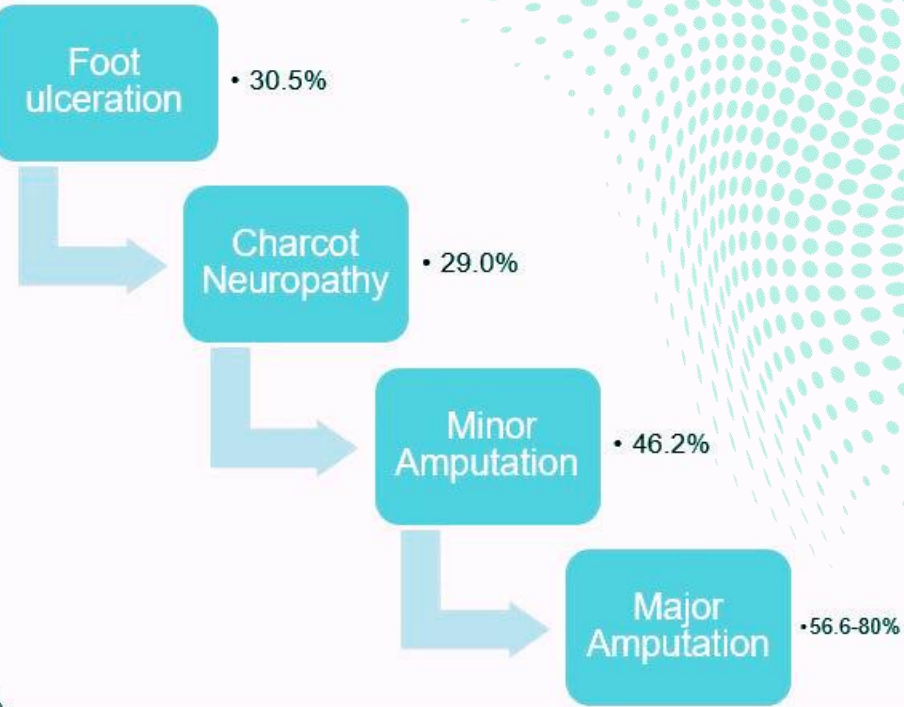 Foot
ulceration
• 30.5%
Charcot
Neuropathy
• 29.0%
Minor
Amputation
• 46.2%
Major
Amputation
•56.6-80%